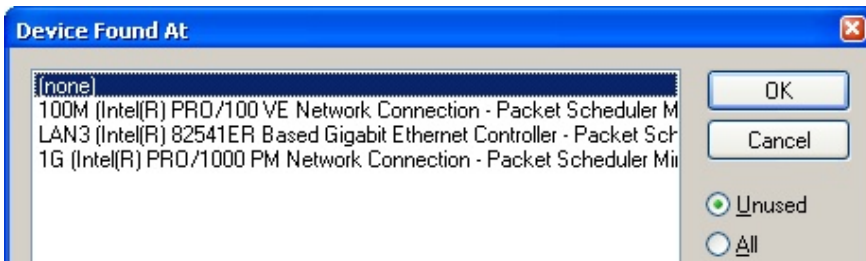 Device Found At
(none)
100M (Intel(R) PRO/100 VE Network Connection - Packet Scheduler M
LAN3 (Intel(R) 82541ER Based Gigabit Ethernet Controller - Packet Sch
1G (Intel(R) PRO/1000 PM Network Connection - Packet Scheduler Mi
OK
Cancel
Unused
All